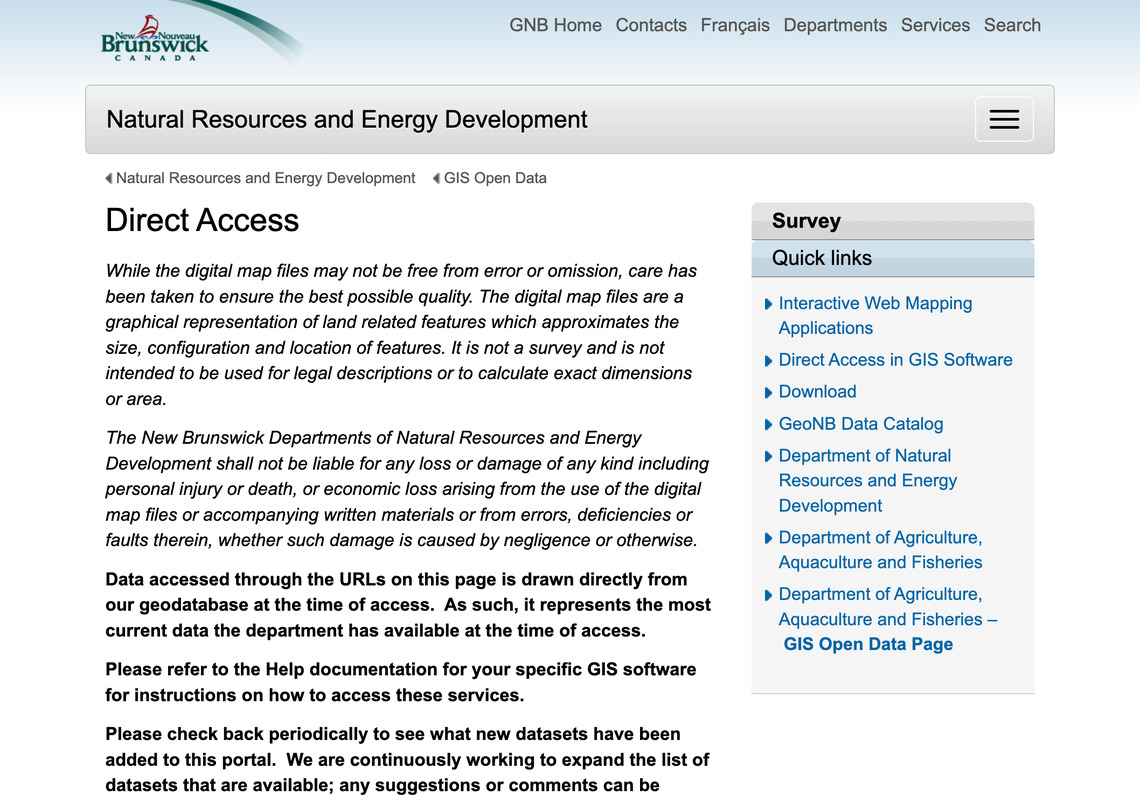 New Nouveau
Brunswick
CANADA
GNB Home Contacts Français Departments Services Search
Natural Resources and Energy Development
Natural Resources and Energy Development GIS Open Data
Direct Access
While the digital map files may not be free from error or omission, care has
been taken to ensure the best possible quality. The digital map files are a
graphical representation of land related features which approximates the
size, configuration and location of features. It is not a survey and is not
intended to be used for legal descriptions or to calculate exact dimensions
or area.
The New Brunswick Departments of Natural Resources and Energy
Development shall not be liable for any loss or damage of any kind including
personal injury or death, or economic loss arising from the use of the digital
map files or accompanying written materials or from errors, deficiencies or
faults therein, whether such damage is caused by negligence or otherwise.
Data accessed through the URLs on this page is drawn directly from
our geodatabase at the time of access.  As such, it represents the most
current data the department has available at the time of access.
Please refer to the Help documentation for your specific GIS software
for instructions on how to access these services.
Please check back periodically to see what new datasets have been
added to this portal.  We are continuously working to expand the list of
datasets that are available; any suggestions or comments can be
Survey
Quick links
Interactive Web Mapping
Applications
Direct Access in GIS Software
Download
GeoNB Data Catalog
Department of Natural
Resources and Energy
Development
Department of Agriculture,
Aquaculture and Fisheries
Department of Agriculture,
Aquaculture and Fisheries –
GIS Open Data Page